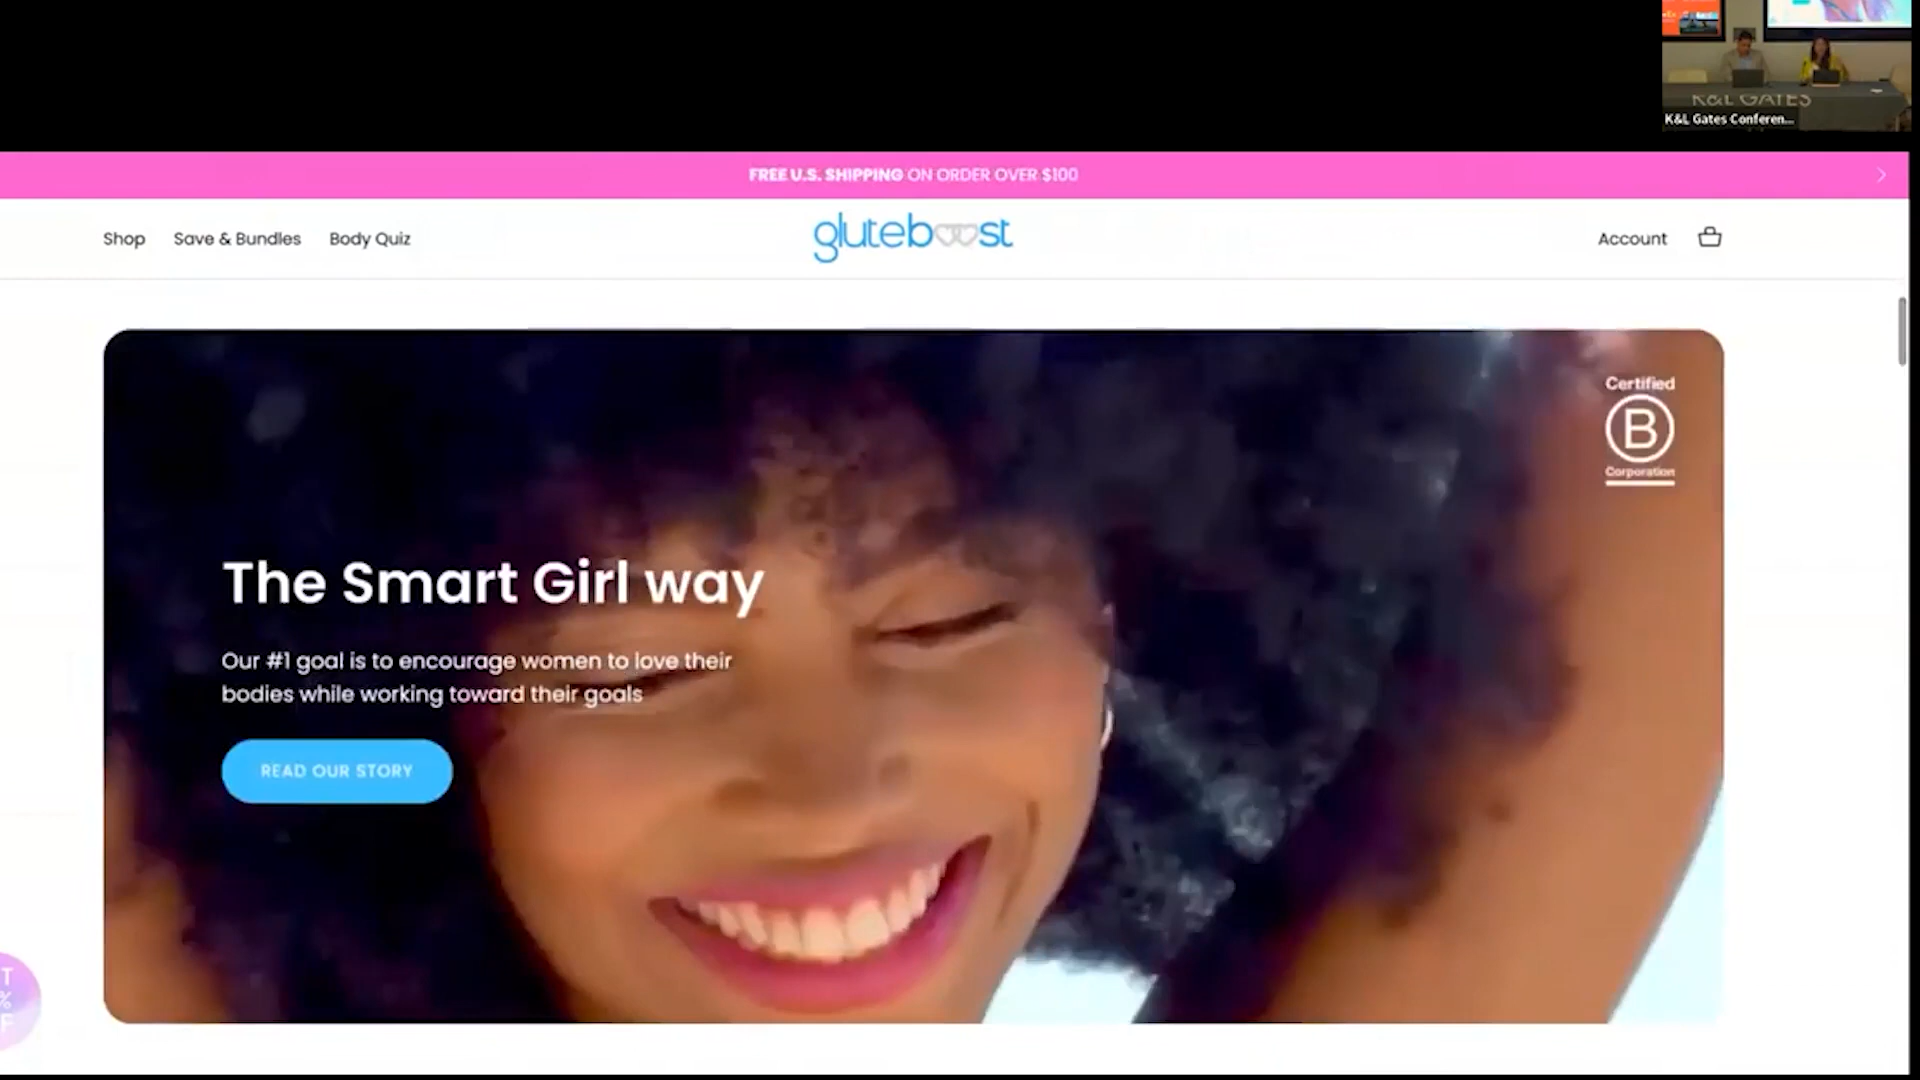 K&L GATES
K&L Gates Conferen...
FREE U.S. SHIPPING ON ORDER OVER $100
Shop
Save & Bundles
Body Quiz
gluteboost
Account
Certified
B
Corporation
The Smart Girl way
Our #1 goal is to encourage women to love their
bodies while working toward their goals
READ OUR STORY
T
%
F